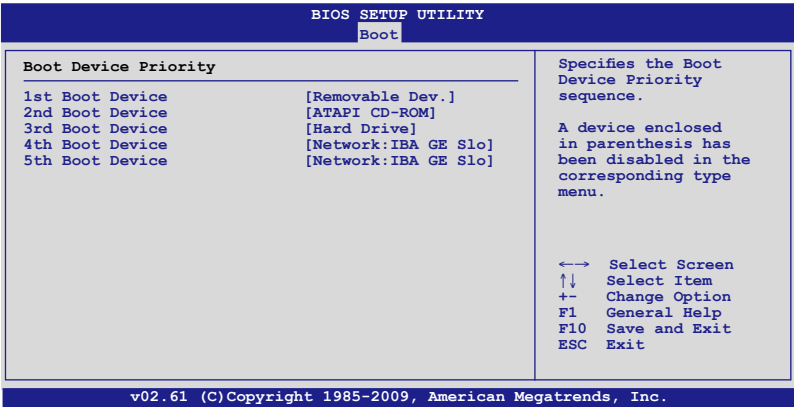 BIOS SETUP UTILITY
Boot
Boot Device Priority
1st Boot Device [Removable Dev.]
2nd Boot Device [ATAPI CD-ROM]
3rd Boot Device [Hard Drive]
4th Boot Device [Network:IBA GE Slo]
5th Boot Device [Network:IBA GE Slo]
Specifies the Boot
Device Priority
sequence.
A device enclosed
in parenthesis has
been disabled in the
corresponding type
menu.
←→ Select Screen
↑↓ Select Item
+- Change Option
F1 General Help
F10 Save and Exit
ESC Exit
v02.61 (C)Copyright 1985-2009, American Megatrends, Inc.